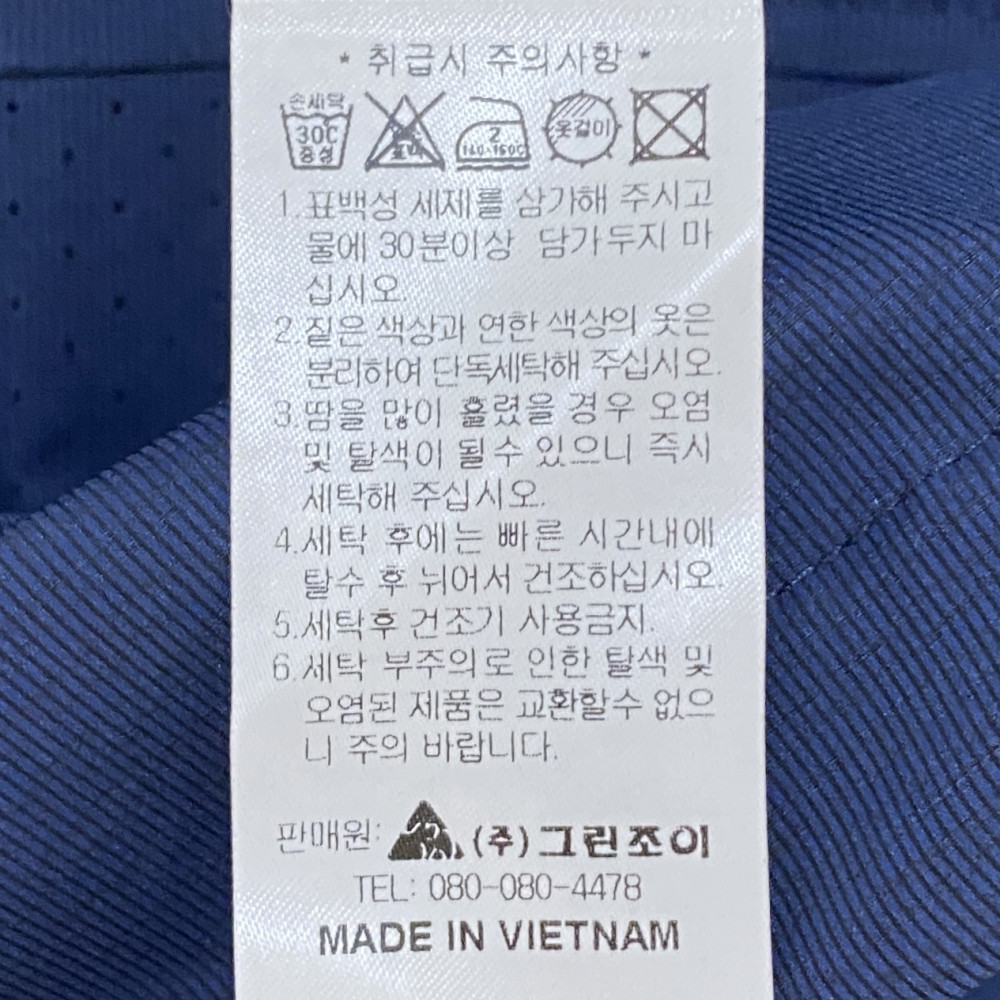 * 취급시 주의사항 *
손세탁
30C
중성
표백
2
140-160C
옷걸이
1.표백성 세제를 삼가해 주시고
물에 30분이상 담가두지 마
십시오.
2.짙은 색상과 연한 색상의 옷은
분리하여 단독세탁해 주십시오.
3.땀을 많이 흘렸을 경우 오염
및 탈색이 될수 있으니 즉시
세탁해 주십시오.
4.세탁 후에는 빠른 시간내에
탈수 후 뉘어서 건조하십시오.
5.세탁후 건조기 사용금지.
6.세탁 부주의로 인한 탈색 및
오염된 제품은 교환할수 없으
니 주의 바랍니다.
판매원: (주)그린조이
TEL: 080-080-4478
MADE IN VIETNAM